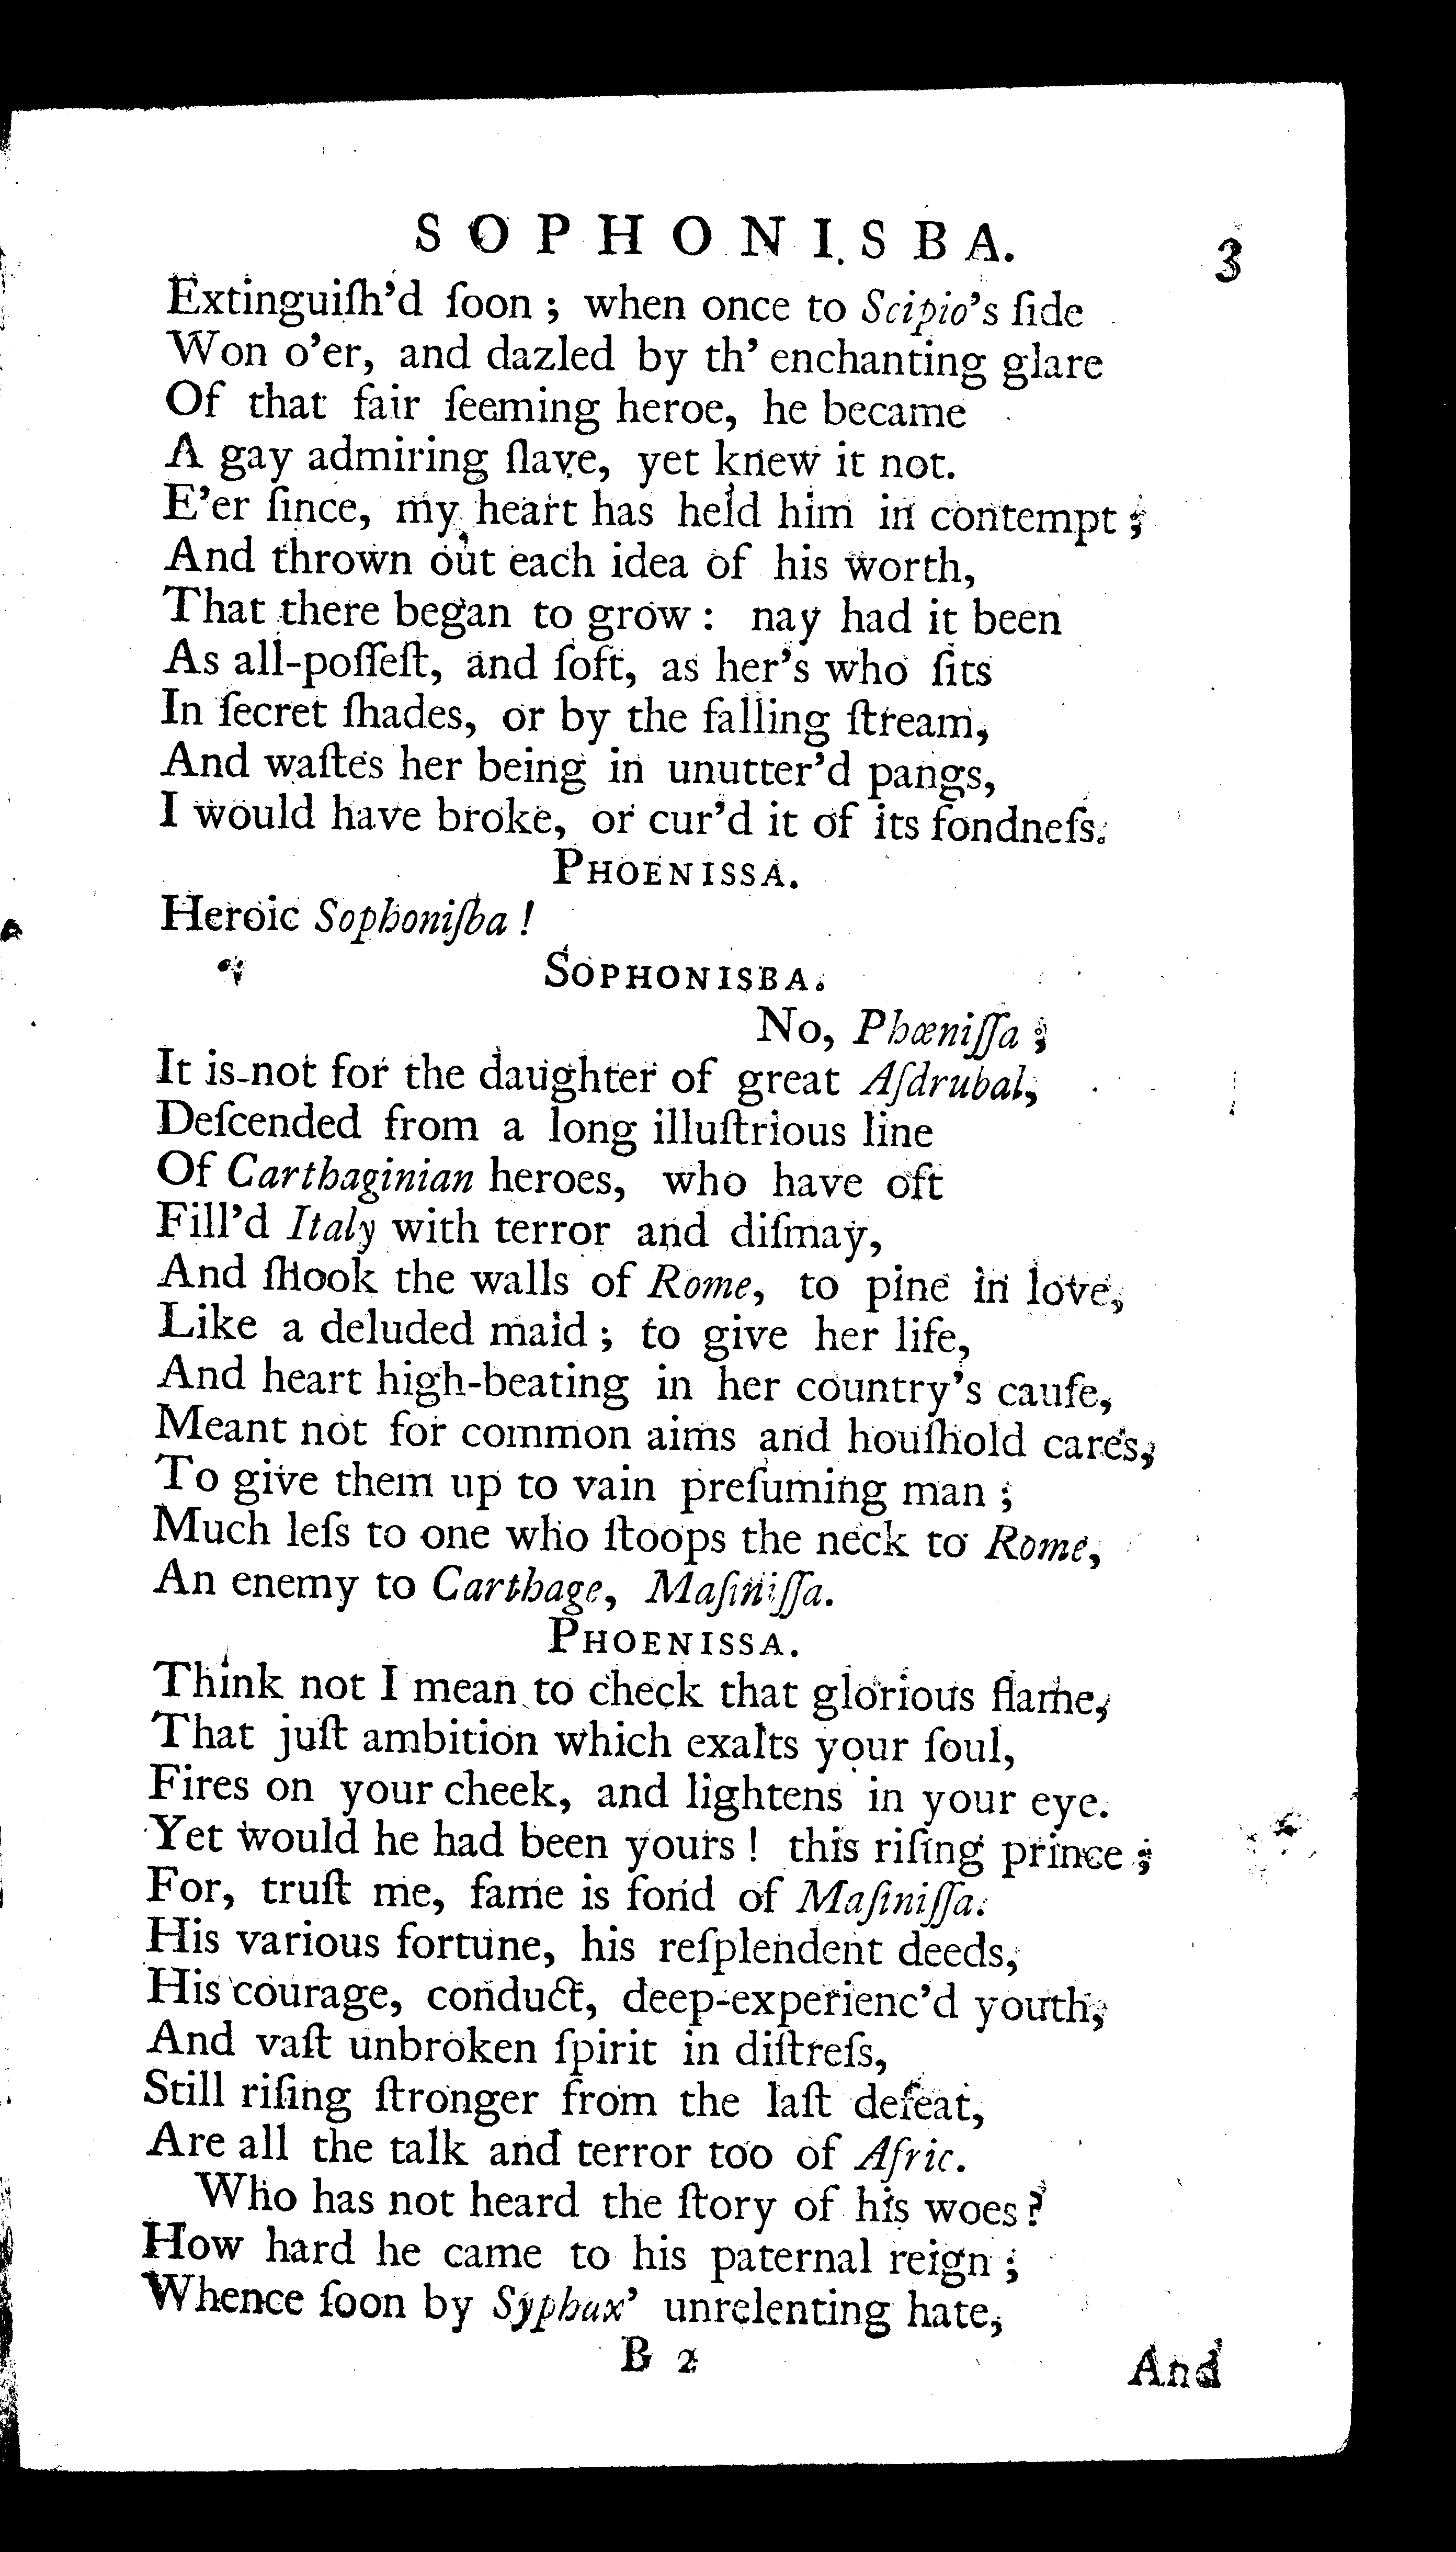 SOPHONISBA. 3
Extinguiſh'd ſoon; when once to Scipio's ſide
Won o'er, and dazled by th' enchanting glare
Of that fair ſeeming heroe, he became
A gay admiring ſlave, yet knew it not.
E'er ſince, my heart has held him in contempt;
And thrown out each idea of his worth,
That there began to grow: nay had it been
As all-poſſeſt, and ſoft, as her's who ſits
In ſecret ſhades, or by the falling ſtream,
And waſtes her being in unutter'd pangs,
I would have broke, or cur'd it of its fondneſs.
PHOENISSA.
Heroic Sophoniſba!
SOPHONISBA.
No, Phœniſſa;
It is not for the daughter of great Aſdrubal,
Deſcended from a long illuſtrious line
Of Carthaginian heroes, who have oft
Fill'd Italy with terror and diſmay,
And ſhook the walls of Rome, to pine in love,
Like a deluded maid; to give her life,
And heart high-beating in her country's cauſe,
Meant not for common aims and houſhold cares,
To give them up to vain preſuming man;
Much leſs to one who ſtoops the neck to Rome,
An enemy to Carthage, Maſiniſſa.
PHOENISSA.
Think not I mean to check that glorious flame,
That juſt ambition which exalts your ſoul,
Fires on your cheek, and lightens in your eye.
Yet would he had been yours! this riſing prince;
For, truſt me, fame is fond of Maſiniſſa.
His various fortune, his reſplendent deeds,
His courage, conduct, deep-experienc'd youth,
And vaſt unbroken ſpirit in diſtreſs,
Still riſing ſtronger from the laſt defeat,
Are all the talk and terror too of Afric.
Who has not heard the ſtory of his woes?
How hard he came to his paternal reign;
Whence ſoon by Syphax' unrelenting hate,
B 2 And